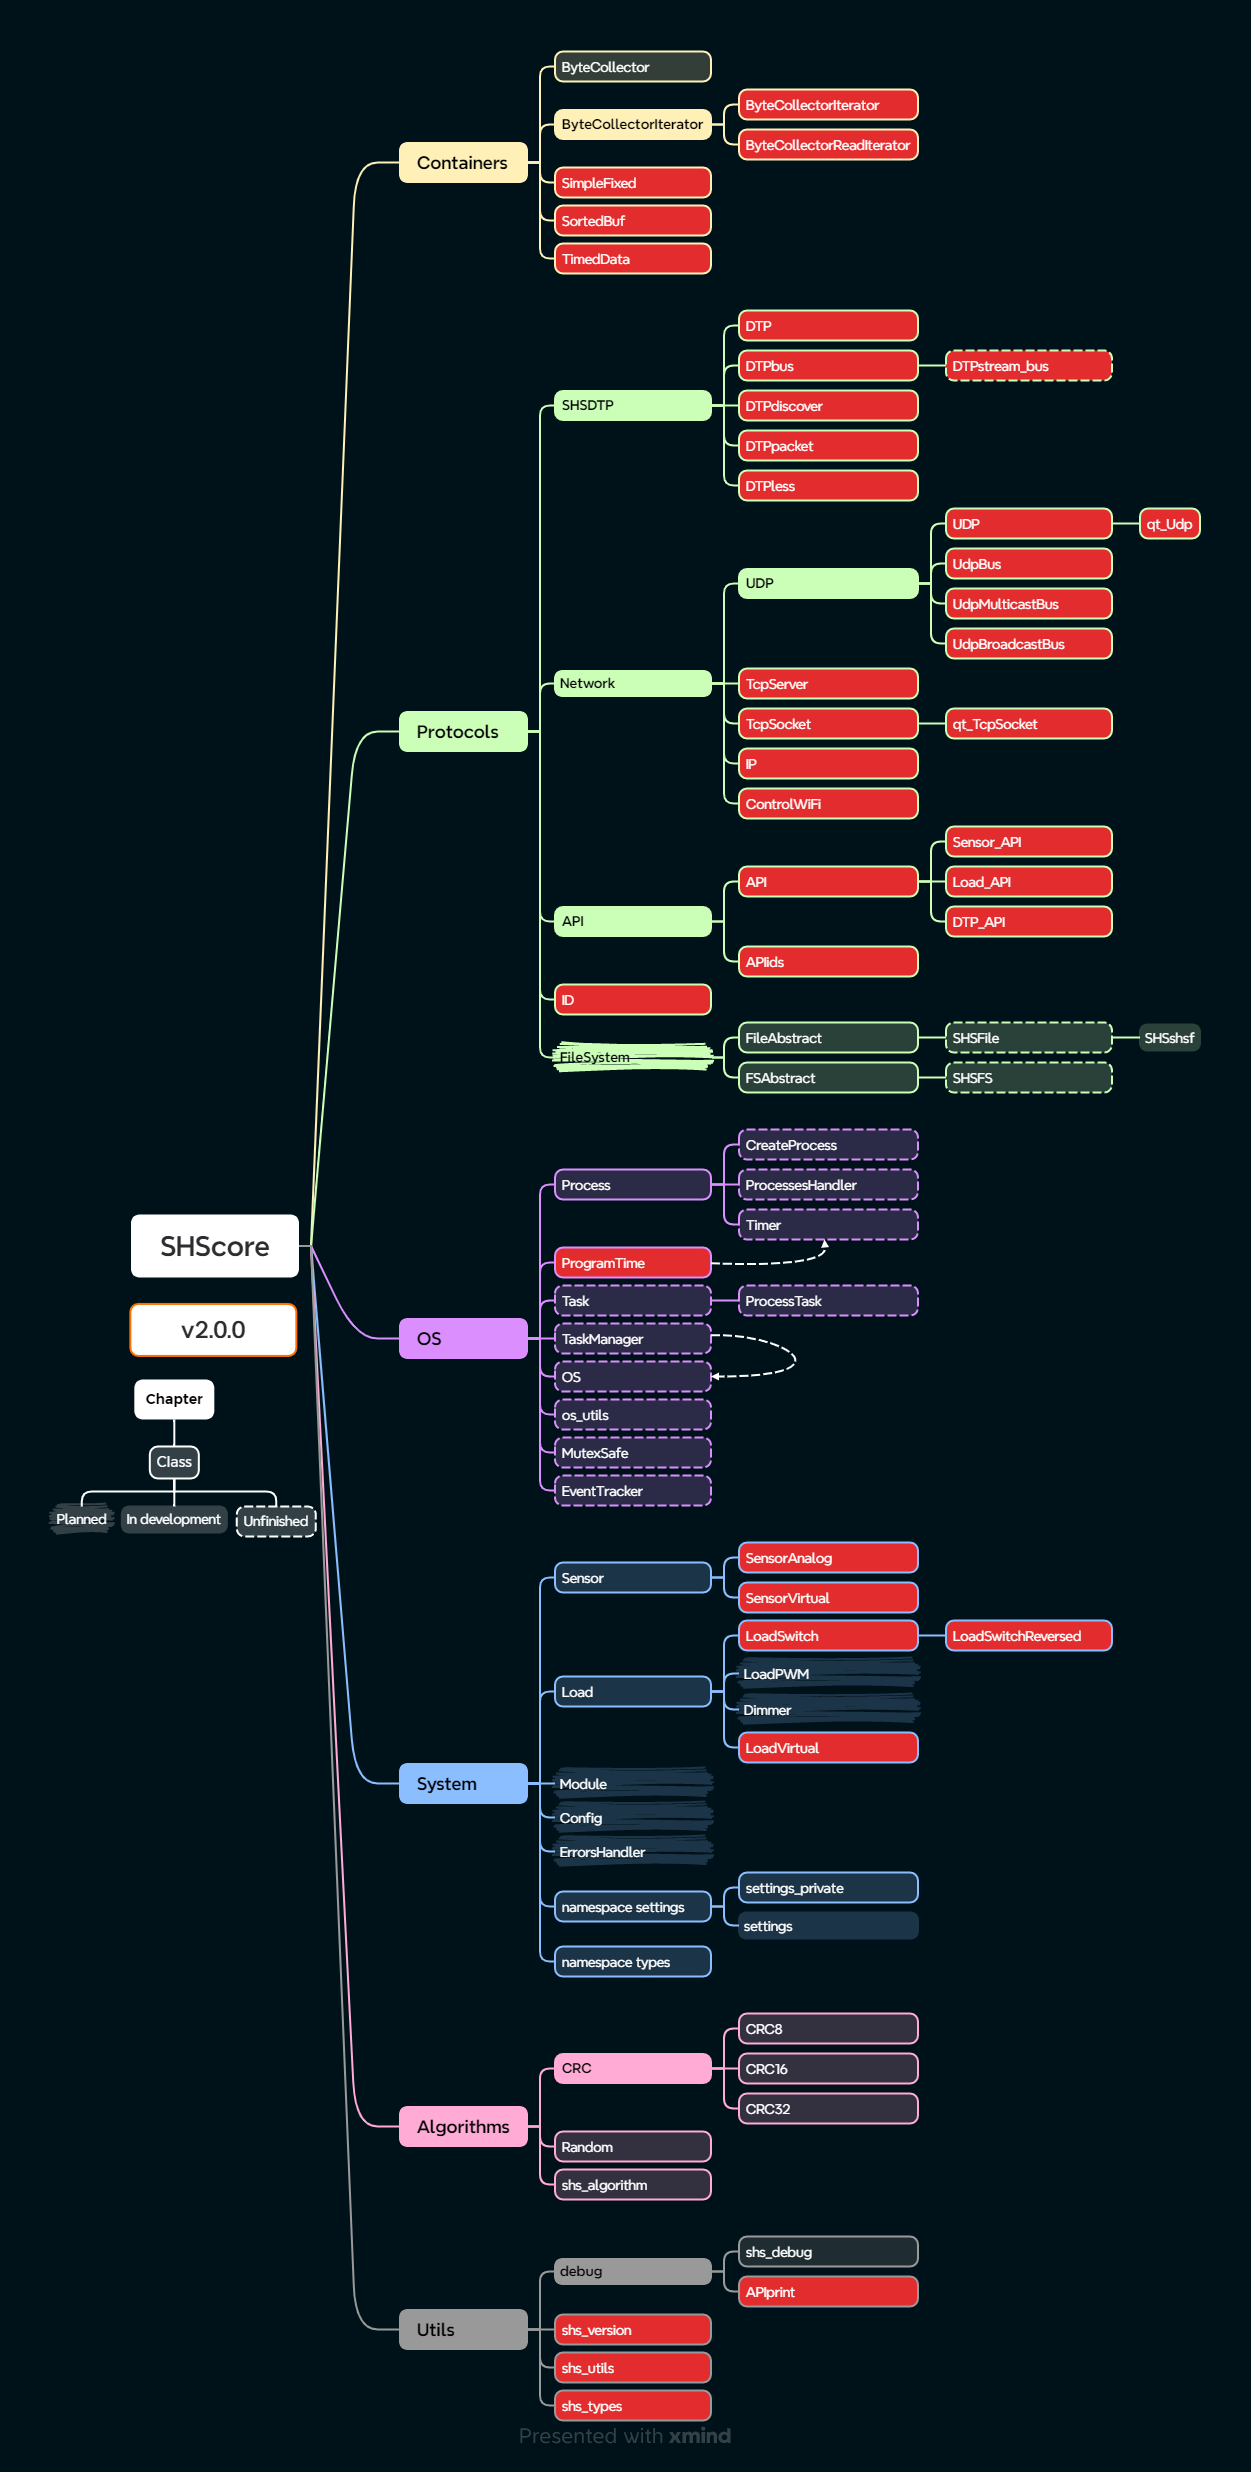 SHScore
v2.0.0
Chapter
Class
Planned
In development
Unfinished
Containers
ByteCollector
ByteCollectorIterator
ByteCollectorIterator
ByteCollectorReadIterator
SimpleFixed
SortedBuf
TimedData
Protocols
SHSDTP
DTP
DTPbus
DTPstream_bus
DTPdiscover
DTPpacket
DTPless
Network
UDP
UDP
qt_Udp
UdpBus
UdpMulticastBus
UdpBroadcastBus
TcpServer
TcpSocket
qt_TcpSocket
IP
ControlWiFi
API
API
Sensor_API
Load_API
DTP_API
APIids
ID
FileSystem
FileAbstract
SHSFile
SHSshsf
FSAbstract
SHSFS
OS
Process
CreateProcess
ProcessesHandler
Timer
ProgramTime
Task
ProcessTask
TaskManager
OS
os_utils
MutexSafe
EventTracker
System
Sensor
SensorAnalog
SensorVirtual
Load
LoadSwitch
LoadSwitchReversed
LoadPWM
Dimmer
LoadVirtual
Module
Config
ErrorsHandler
namespace settings
settings_private
settings
namespace types
Algorithms
CRC
CRC8
CRC16
CRC32
Random
shs_algorithm
Utils
debug
shs_debug
APIprint
shs_version
shs_utils
shs_types
Presented with xmind